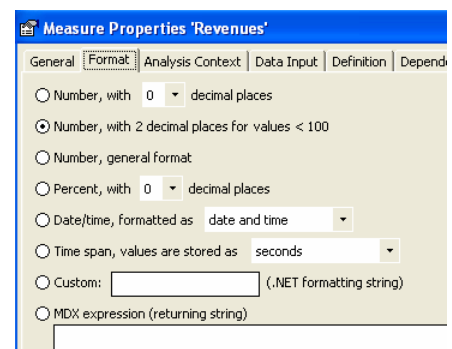 Measure Properties 'Revenues'
General Format Analysis Context Data Input Definition Depend
Number, with 0 decimal places
Number, with 2 decimal places for values < 100
Number, general format
Percent, with 0 decimal places
Date/time, formatted as date and time
Time span, values are stored as seconds
Custom: (.NET formatting string)
MDX expression (returning string)